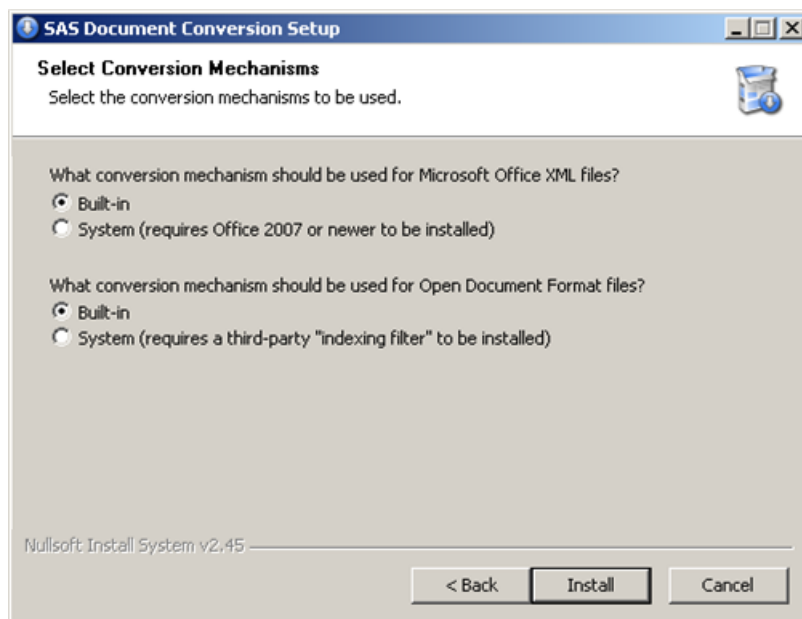 SAS Document Conversion Setup
Select Conversion Mechanisms
Select the conversion mechanisms to be used.
What conversion mechanism should be used for Microsoft Office XML files?
Built-in
System (requires Office 2007 or newer to be installed)
What conversion mechanism should be used for Open Document Format files?
Built-in
System (requires a third-party "indexing filter" to be installed)
Nullsoft Install System v2.45
< Back Install Cancel